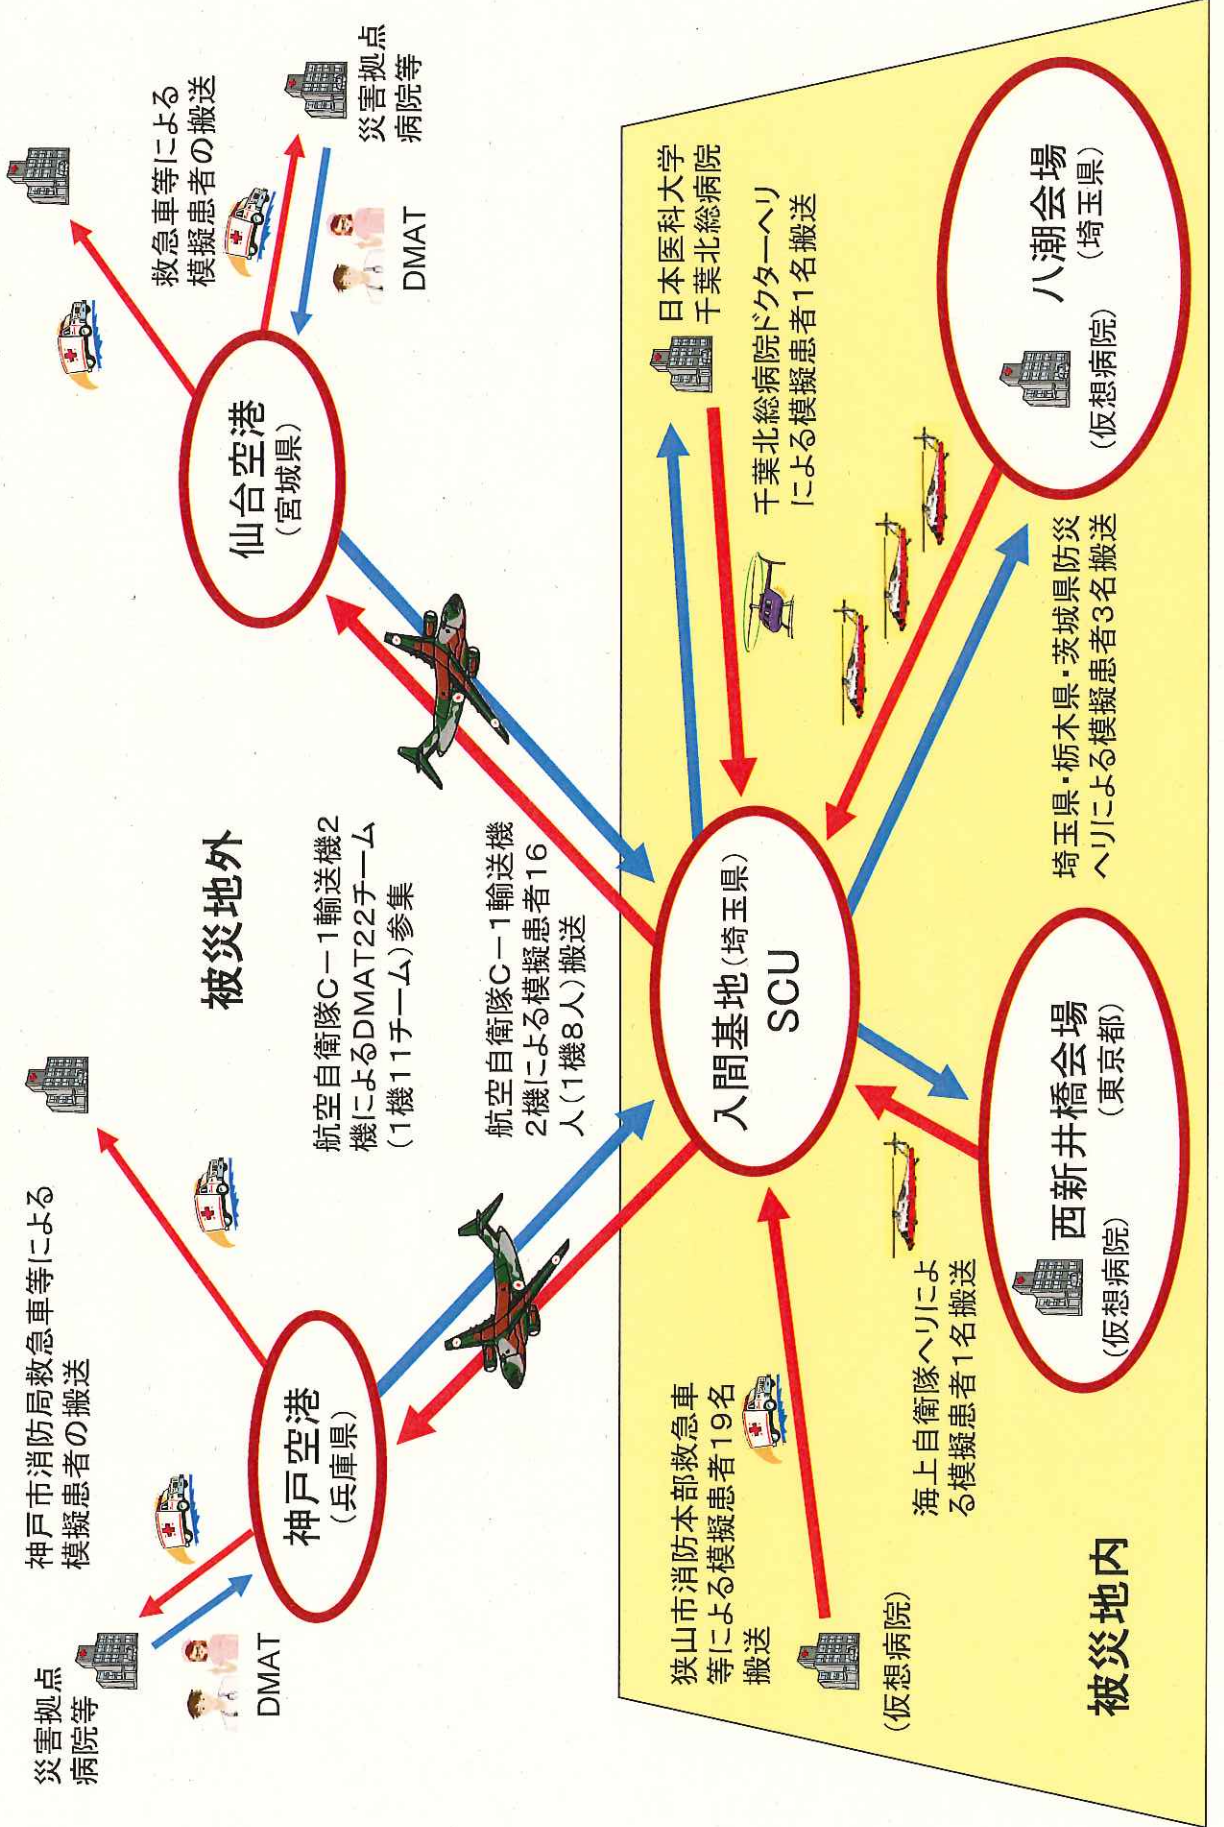 災害拠点
病院等
DMAT
神戸市消防局救急車等による
模擬患者の搬送
神戸空港
(兵庫県)
被災地外
航空自衛隊C-1輸送機2
機によるDMAT22チーム
(1機11チーム)参集
航空自衛隊C-1輸送機
2機による模擬患者16
人(1機8人)搬送
仙台空港
(宮城県)
救急車等による
模擬患者の搬送
災害拠点
病院等
DMAT
狭山市消防本部救急車
等による模擬患者19名
搬送
(仮想病院)
入間基地(埼玉県)
SCU
日本医科大学
千葉北総病院
千葉北総病院ドクターヘリ
による模擬患者1名搬送
海上自衛隊ヘリによ
る模擬患者1名搬送
西新井橋会場
(東京都)
(仮想病院)
埼玉県・栃木県・茨城県防災
ヘリによる模擬患者3名搬送
八潮会場
(埼玉県)
(仮想病院)
被災地内